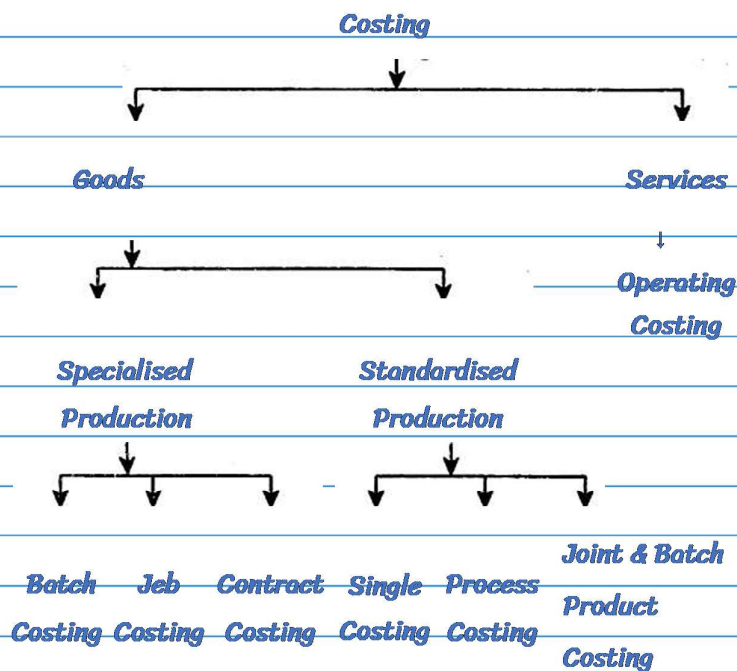 Costing
Goods
Services
Operating
Costing
Specialised
Production
Standardised
Production
Batch
Costing
Jeb
Costing
Contract
Costing
Single
Costing
Process
Costing
Joint & Batch
Product
Costing